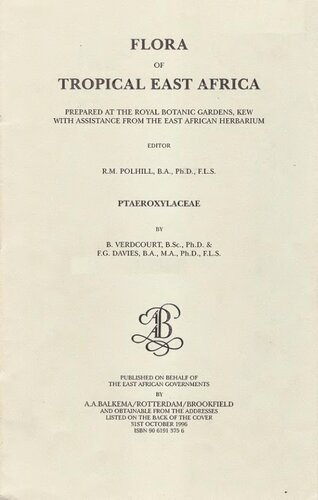 FLORA
OF
TROPICAL EAST AFRICA
PREPARED AT THE ROYAL BOTANIC GARDENS, KEW
WITH ASSISTANCE FROM THE EAST AFRICAN HERBARIUM
EDITOR
R.M. POLHILL, B.A., Ph.D., F.L.S.
PTAEROXYLACEAE
BY
B. VERDCOURT, B.Sc., Ph.D. &
F.G. DAVIES, B.A., M.A., Ph.D., F.L.S.
AB
PUBLISHED ON BEHALF OF
THE EAST AFRICAN GOVERNMENTS
BY
A.A.BALKEMA/ROTTERDAM/BROOKFIELD
AND OBTAINABLE FROM THE ADDRESSES
LISTED ON THE BACK OF THE COVER
31ST OCTOBER 1996
ISBN 90 6191 375 6